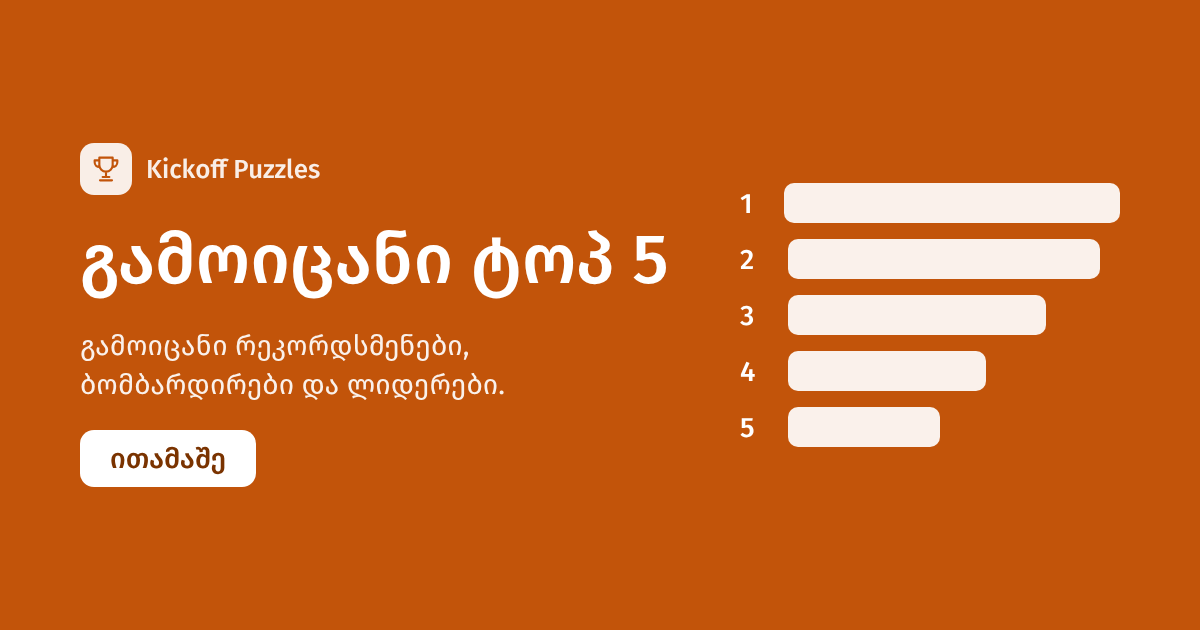 Kickoff Puzzles
გამოიცანი ტოპ 5
გამოიცანი რეკორდსმენები,
ბომბარდირები და ლიდერები.
ითამაშე
1
2
3
4
5